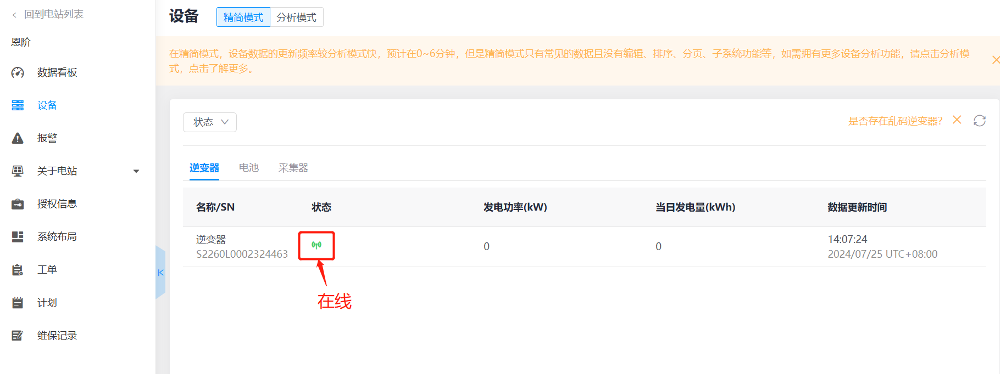 回到电站列表
恩阶
数据看板
设备
报警
关于电站
授权信息
系统布局
工单
计划
维保记录
设备
精简模式
分析模式
在精简模式，设备数据的更新频率较分析模式快，预计在0~6分钟，但是精简模式只有常见的数据且没有编辑、排序、分页、子系统功能等，如需拥有更多设备分析功能，请点击分析模
式，点击了解更多。
状态
是否存在乱码逆变器？
逆变器 电池 采集器
名称/SN 状态 发电功率(kW) 当日发电量(kWh) 数据更新时间
逆变器 0 0 14:07:24
S2260L0002324463 2024/07/25 UTC+08:00
在线